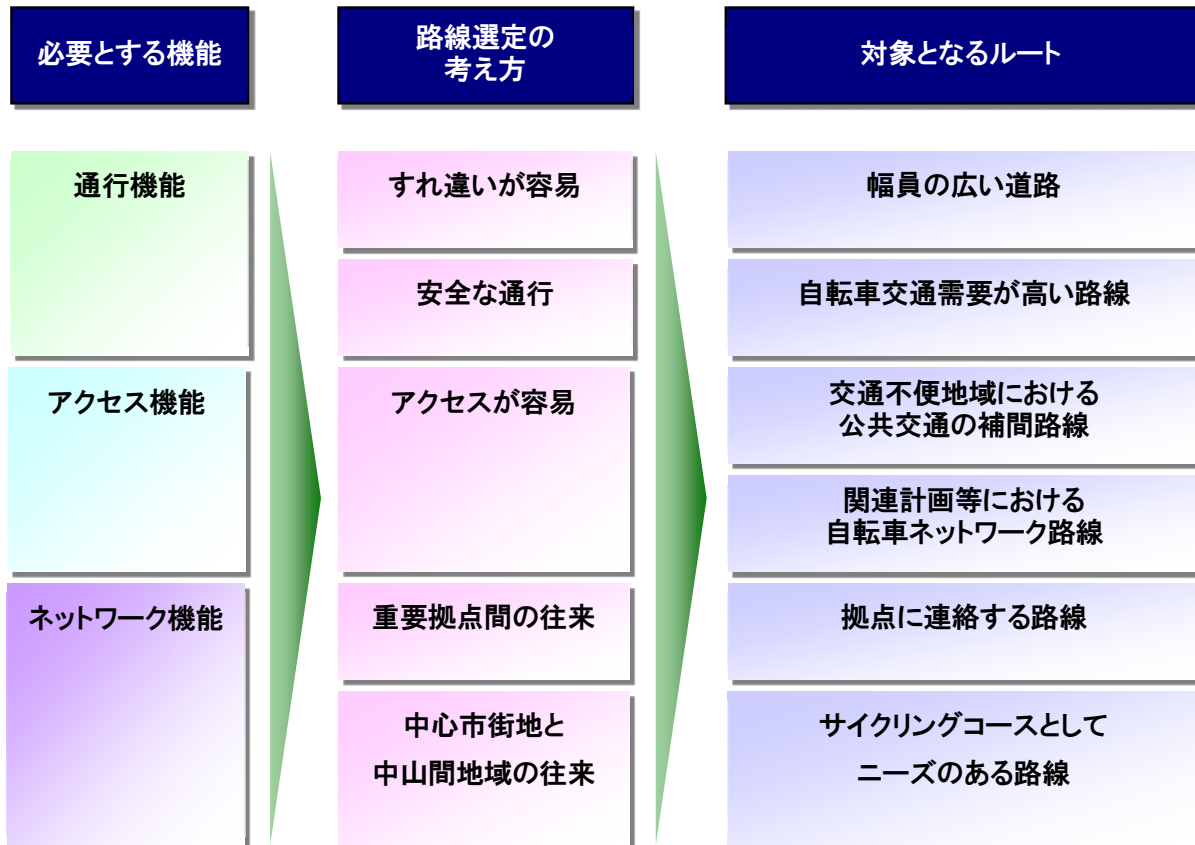 必要とする機能
路線選定の
考え方
対象となるルート
通行機能
すれ違いが容易
幅員の広い道路
安全な通行
自転車交通需要が高い路線
アクセス機能
アクセスが容易
交通不便地域における
公共交通の補間路線
関連計画等における
自転車ネットワーク路線
ネットワーク機能
重要拠点間の往来
拠点に連絡する路線
中心市街地と
中山間地域の往来
サイクリングコースとして
ニーズのある路線